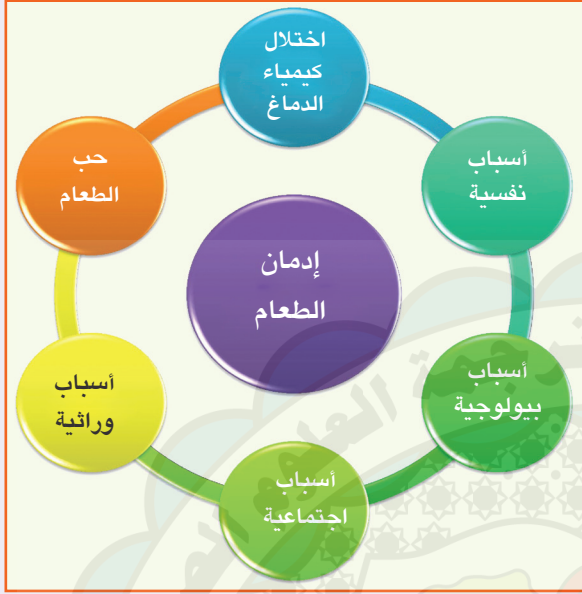 اختلال
كيمياء
الدماغ
أسباب
نفسية
أسباب
بيولوجية
أسباب
اجتماعية
أسباب
وراثية
حب
الطعام
إدمان
الطعام